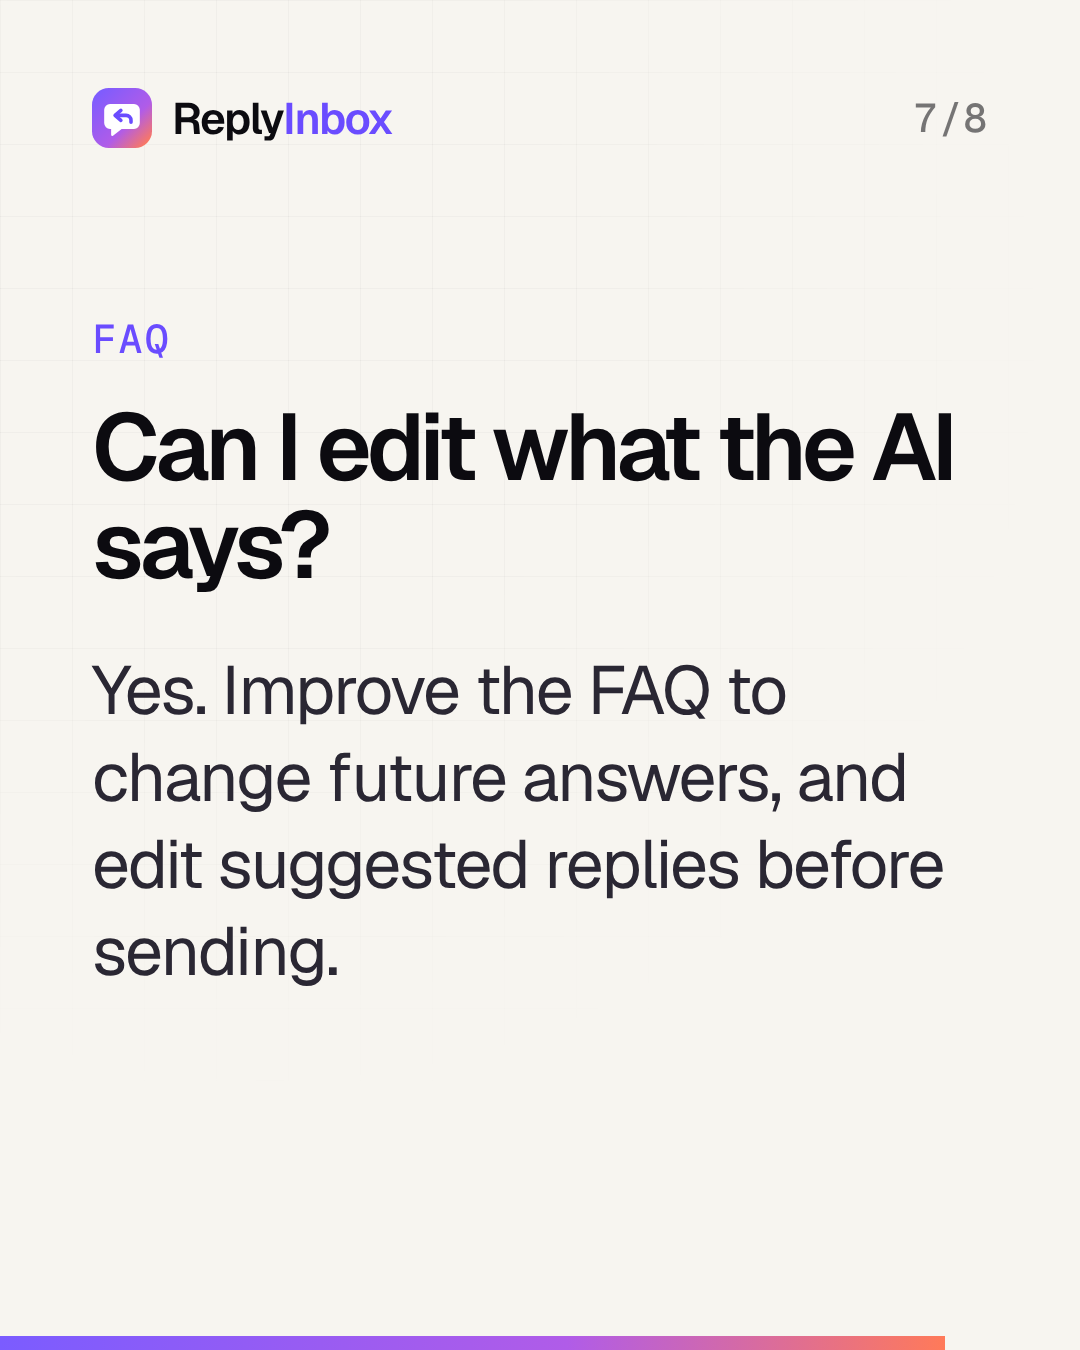 ReplyInbox
7/8
FAQ
Can I edit what the AI
says?
Yes. Improve the FAQ to
change future answers, and
edit suggested replies before
sending.